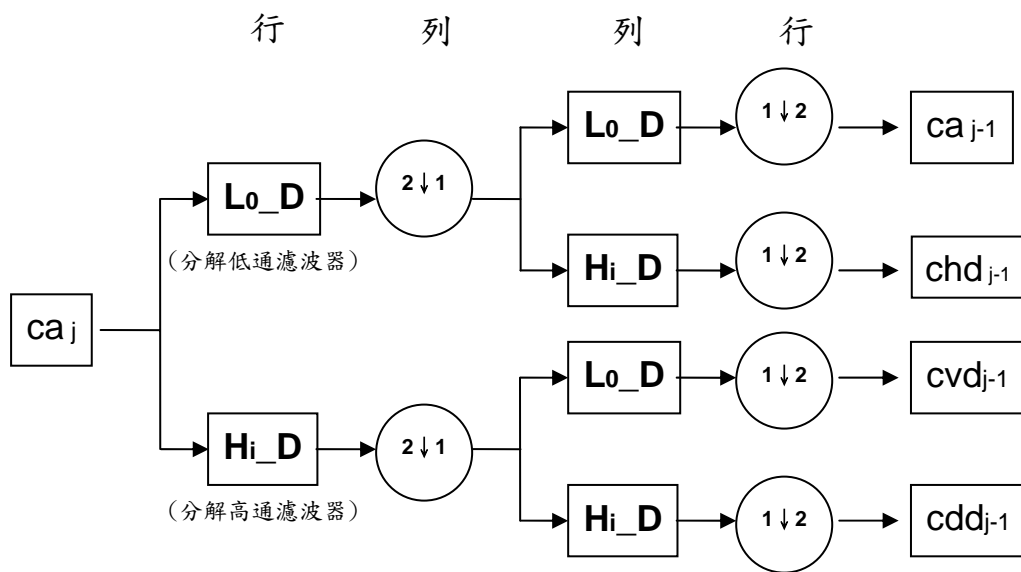 行 列 列 行
L0_D 1↓2 ca j-1
L0_D 2↓1
(分解低通濾波器)
Hi_D 1↓2 chd j-1
ca j
L0_D 1↓2 cvdj-1
Hi_D 2↓1
(分解高通濾波器)
Hi_D 1↓2 cddj-1